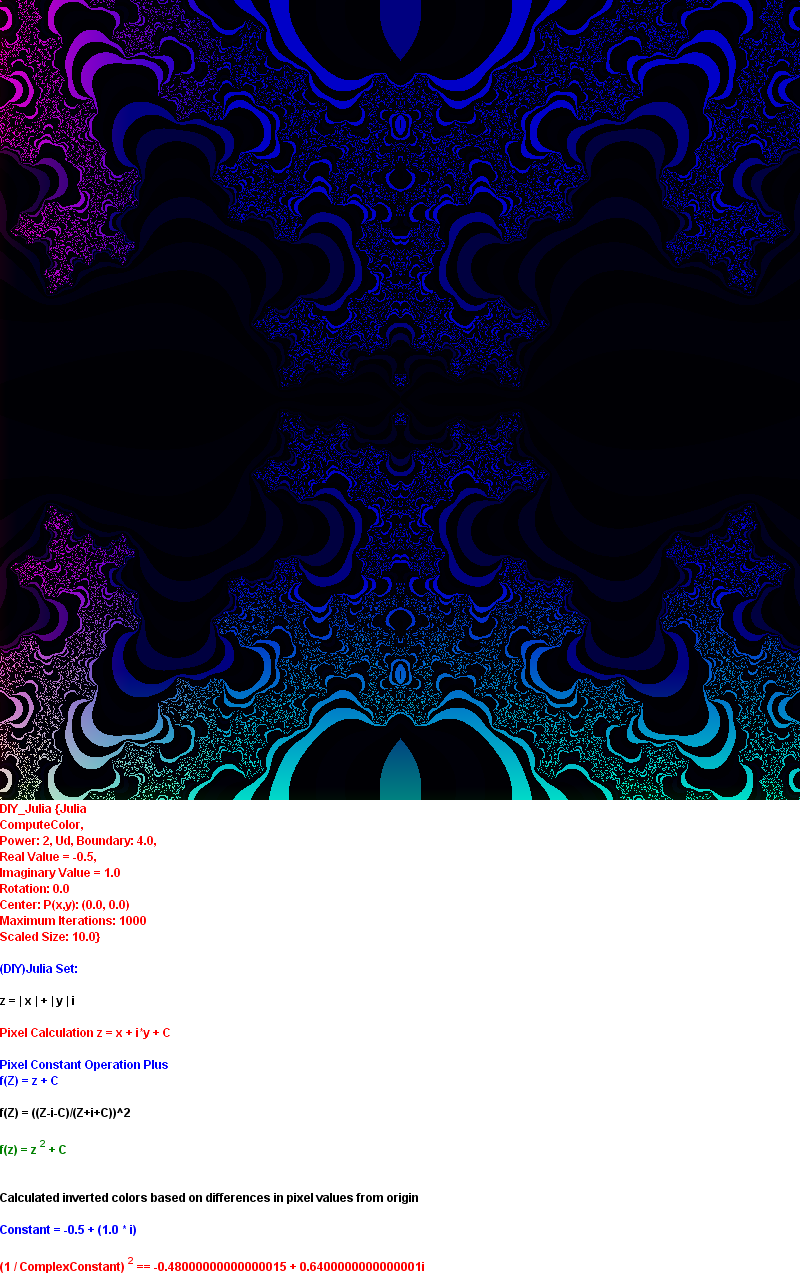 DIY_Julia {Julia
ComputeColor,
Power: 2, Ud, Boundary: 4.0,
Real Value = -0.5,
Imaginary Value = 1.0
Rotation: 0.0
Center: P(x,y): (0.0, 0.0)
Maximum Iterations: 1000
Scaled Size: 10.0}
(DIY)Julia Set:
z = | x | + | y | i
Pixel Calculation z = x + i*y + C
Pixel Constant Operation Plus
f(Z) = z + C
f(Z) = ((Z-i-C)/(Z+i+C))^2
f(z) = z 2 + C
Calculated inverted colors based on differences in pixel values from origin
Constant = -0.5 + (1.0 * i)
(1 / ComplexConstant) 2 == -0.48000000000000015 + 0.6400000000000001i